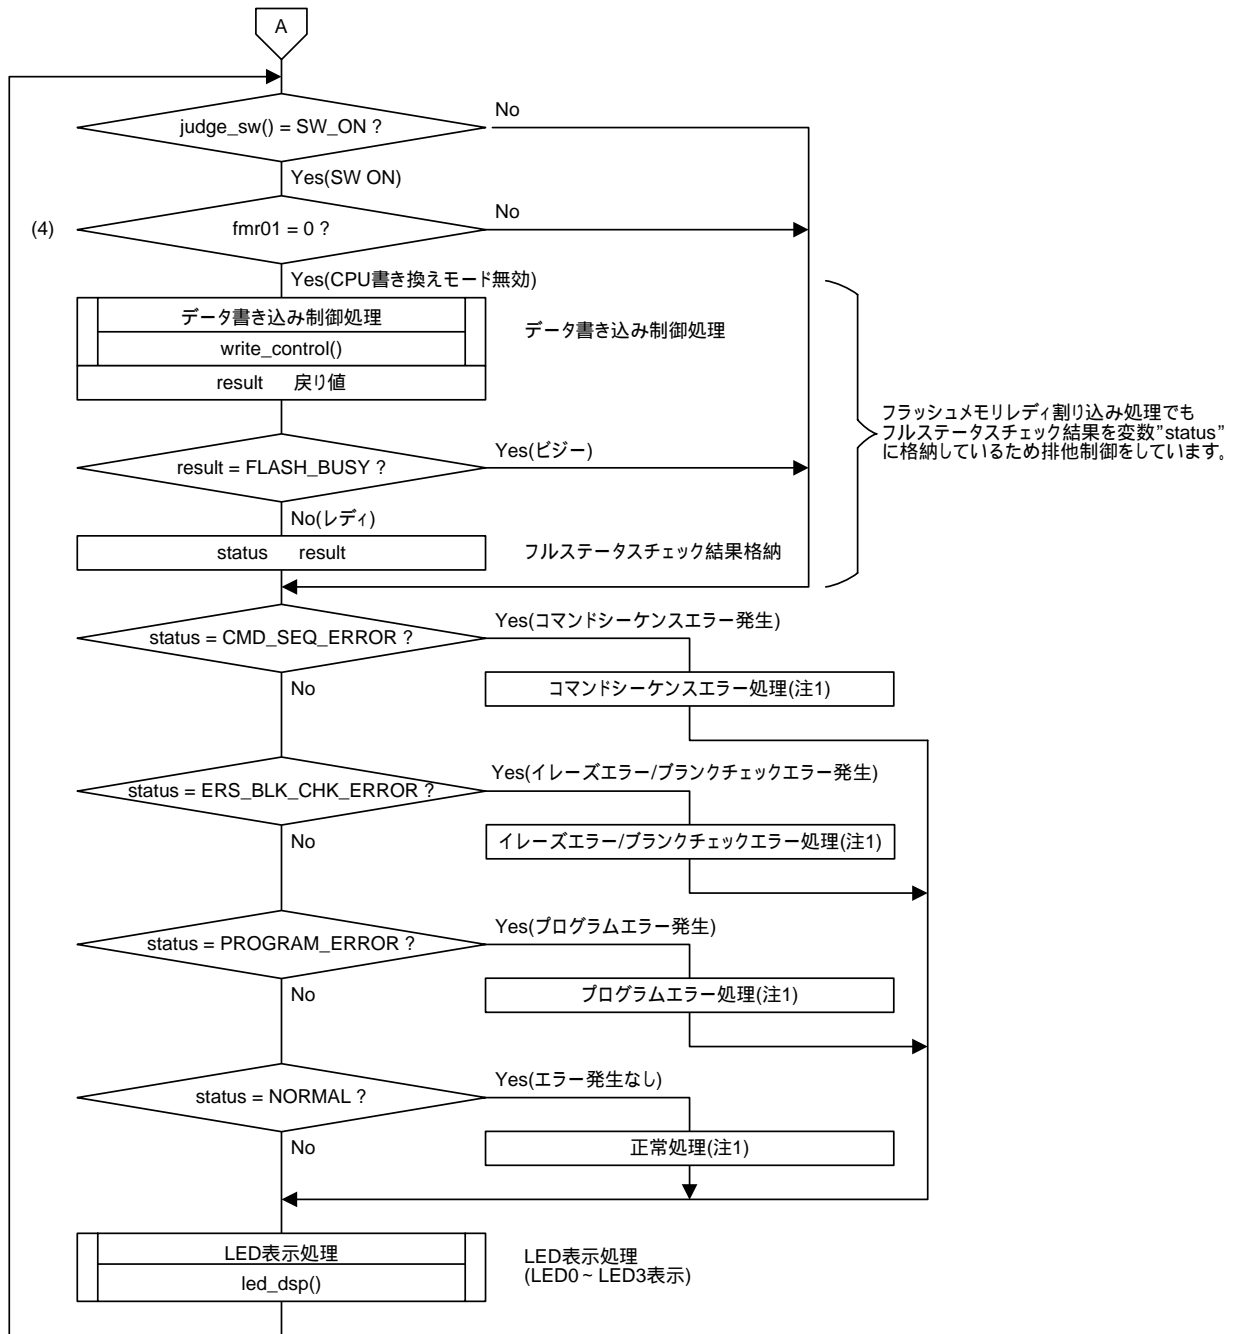 A
judge_sw() = SW_ON ?
No
Yes(SW ON)
(4)
fmr01 = 0 ?
No
Yes(CPU書き換えモード無効)
データ書き込み制御処理
write_control()
データ書き込み制御処理
result 戻り値
フラッシュメモリレディ割り込み処理でも
フルステータスチェック結果を変数”status”
に格納しているため排他制御をしています。
result = FLASH_BUSY ?
Yes(ビジー)
No(レディ)
status result
フルステータスチェック結果格納
status = CMD_SEQ_ERROR ?
Yes(コマンドシーケンスエラー発生)
No
コマンドシーケンスエラー処理(注1)
status = ERS_BLK_CHK_ERROR ?
Yes(イレーズエラー/ブランクチェックエラー発生)
No
イレーズエラー/ブランクチェックエラー処理(注1)
status = PROGRAM_ERROR ?
Yes(プログラムエラー発生)
No
プログラムエラー処理(注1)
status = NORMAL ?
Yes(エラー発生なし)
No
正常処理(注1)
LED表示処理
led_dsp()
LED表示処理
(LED0 ~ LED3表示)